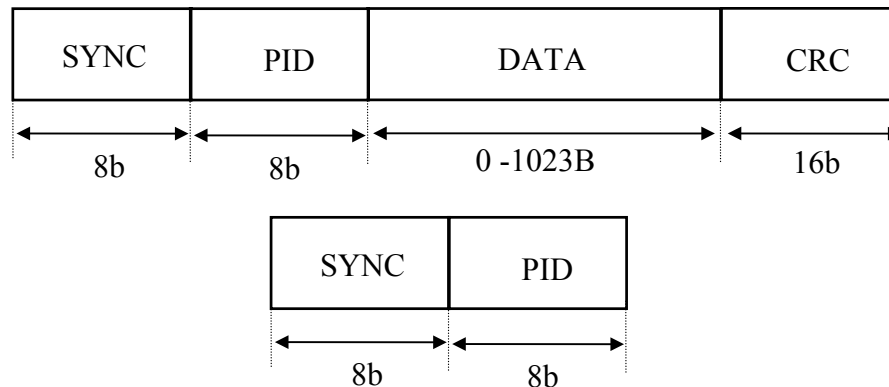 SYNC PID DATA CRC
8b 8b 0 -1023B 16b
SYNC PID
8b 8b